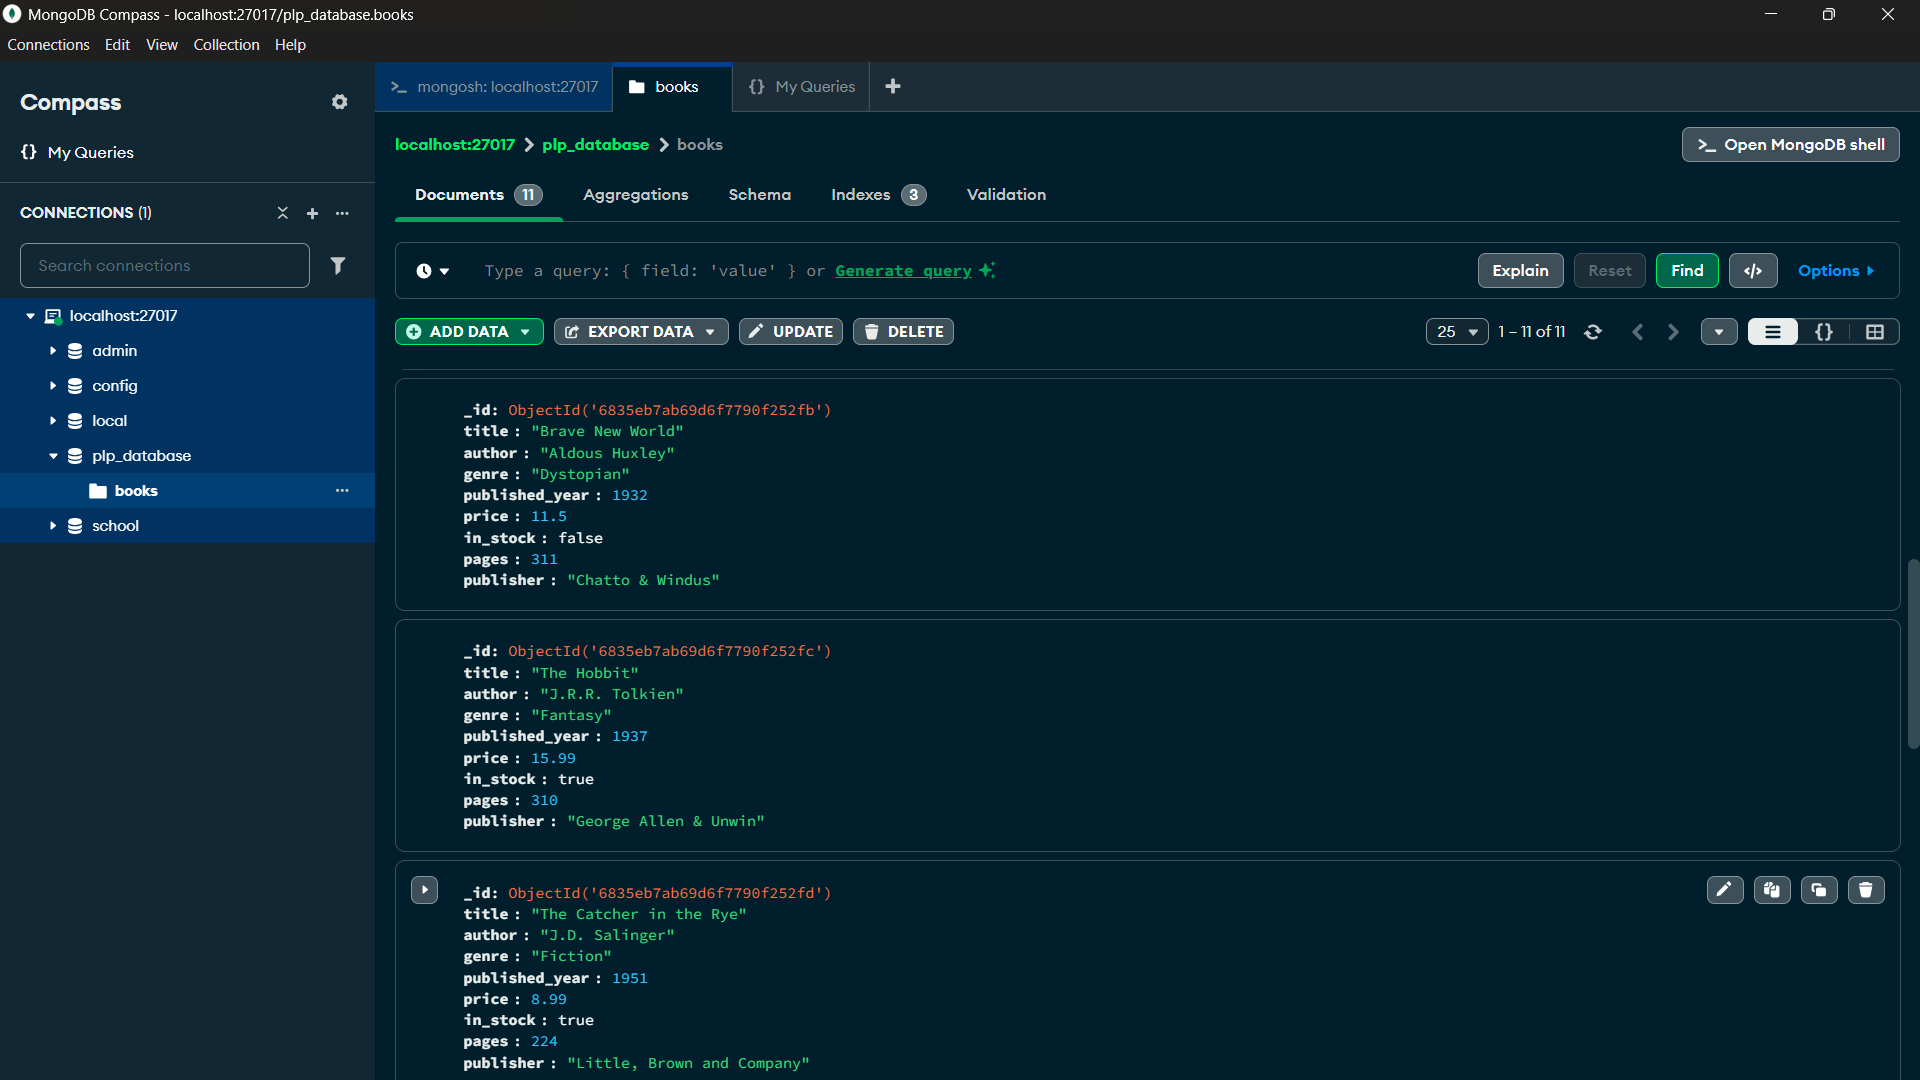 MongoDB Compass - localhost:27017/plp_database.books
Connections Edit View Collection Help
Compass
{} My Queries
CONNECTIONS (1)
Search connections
localhost:27017
admin
config
local
plp_database
books
school
>_ mongosh: localhost:27017
books
{} My Queries
localhost:27017 > plp_database > books
>_ Open MongoDB shell
Documents 11
Aggregations
Schema
Indexes 3
Validation
Type a query: { field: 'value' } or Generate query
Explain
Reset
Find
</>
Options
ADD DATA
EXPORT DATA
UPDATE
DELETE
25
1 – 11 of 11
{}
_id: ObjectId('6835eb7ab69d6f7790f252fb')
title : "Brave New World"
author : "Aldous Huxley"
genre : "Dystopian"
published_year : 1932
price : 11.5
in_stock : false
pages : 311
publisher : "Chatto & Windus"
_id: ObjectId('6835eb7ab69d6f7790f252fc')
title : "The Hobbit"
author : "J.R.R. Tolkien"
genre : "Fantasy"
published_year : 1937
price : 15.99
in_stock : true
pages : 310
publisher : "George Allen & Unwin"
_id: ObjectId('6835eb7ab69d6f7790f252fd')
title : "The Catcher in the Rye"
author : "J.D. Salinger"
genre : "Fiction"
published_year : 1951
price : 8.99
in_stock : true
pages : 224
publisher : "Little, Brown and Company"